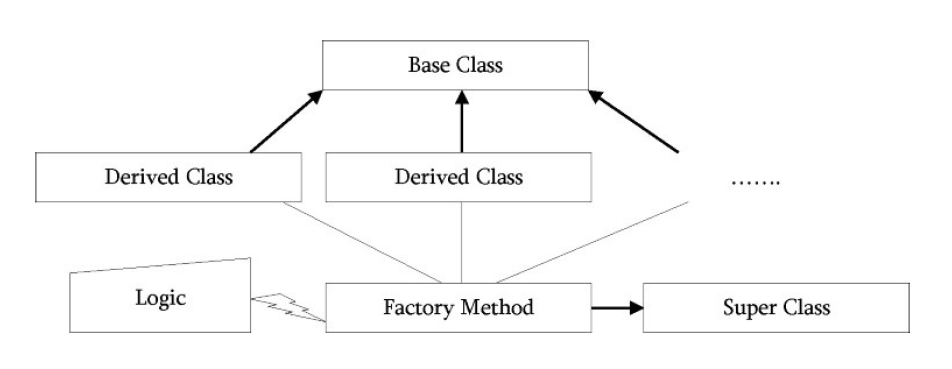 Base Class
Derived Class
Derived Class
.......
Logic
Factory Method
Super Class